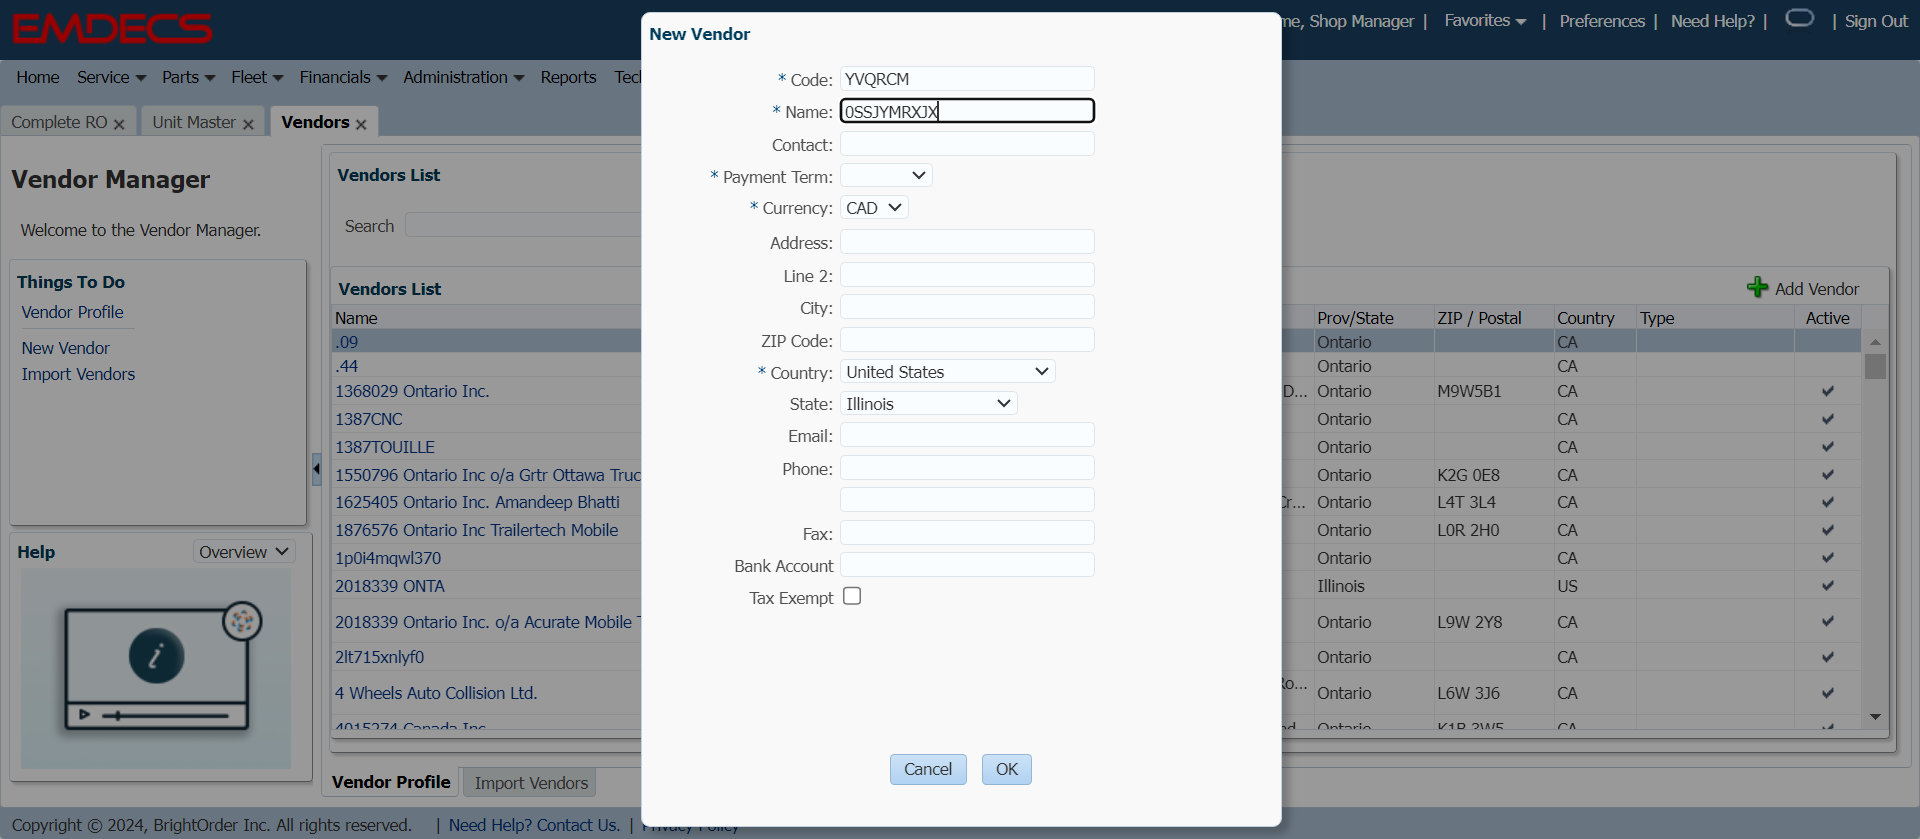 EMDECS
Shop Manager | Favorites | Preferences | Need Help? | | Sign Out
Home Service Parts Fleet Financials Administration Reports
Complete RO Unit Master Vendors
Vendor Manager
Welcome to the Vendor Manager.
Things To Do
Vendor Profile
New Vendor
Import Vendors
Help Overview
i
Vendors List
Search
Vendors List
Add Vendor
Name Prov/State ZIP / Postal Country Type Active
.09 Ontario CA
.44 Ontario CA
1368029 Ontario Inc. D... Ontario M9W5B1 CA
1387CNC Ontario CA
1387TOUILLE Ontario CA
1550796 Ontario Inc o/a Grtr Ottawa Ontario K2G 0E8 CA
1625405 Ontario Inc. Amandeep Bhatti Ontario L4T 3L4 CA
1876576 Ontario Inc Trailertech Mobile Ontario L0R 2H0 CA
1p0i4mqwl370 Ontario CA
2018339 ONTA Illinois US
2018339 Ontario Inc. o/a Acurate Mobile Ontario L9W 2Y8 CA
2lt715xnlyf0 Ontario CA
4 Wheels Auto Collision Ltd. Ontario L6W 3J6 CA
4015274 Canada Inc Ontario K1B 3W5 CA
Vendor Profile Import Vendors
New Vendor
* Code: YVQRCM
* Name: 0SSJYMRXJX
Contact:
* Payment Term:
* Currency: CAD
Address:
Line 2:
City:
ZIP Code:
* Country: United States
State: Illinois
Email:
Phone:
Fax:
Bank Account
Tax Exempt
Cancel OK
Copyright © 2024, BrightOrder Inc. All rights reserved. | Need Help? Contact Us. | Privacy Policy